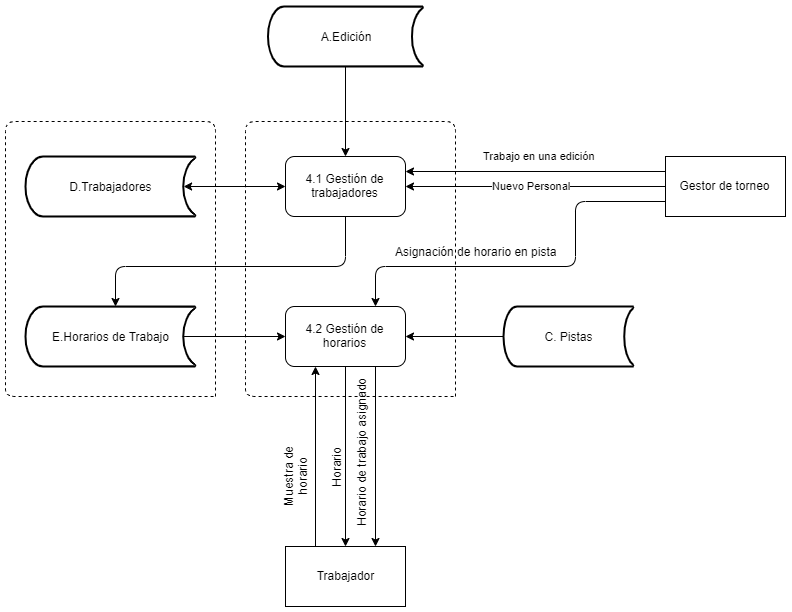 A.Edición
Trabajo en una edición
D.Trabajadores
4.1 Gestión de
trabajadores
Nuevo Personal
Gestor de torneo
Asignación de horario en pista
E.Horarios de Trabajo
4.2 Gestión de
horarios
C. Pistas
Muestra de
horario
Horario
Horario de trabajo asignado
Trabajador